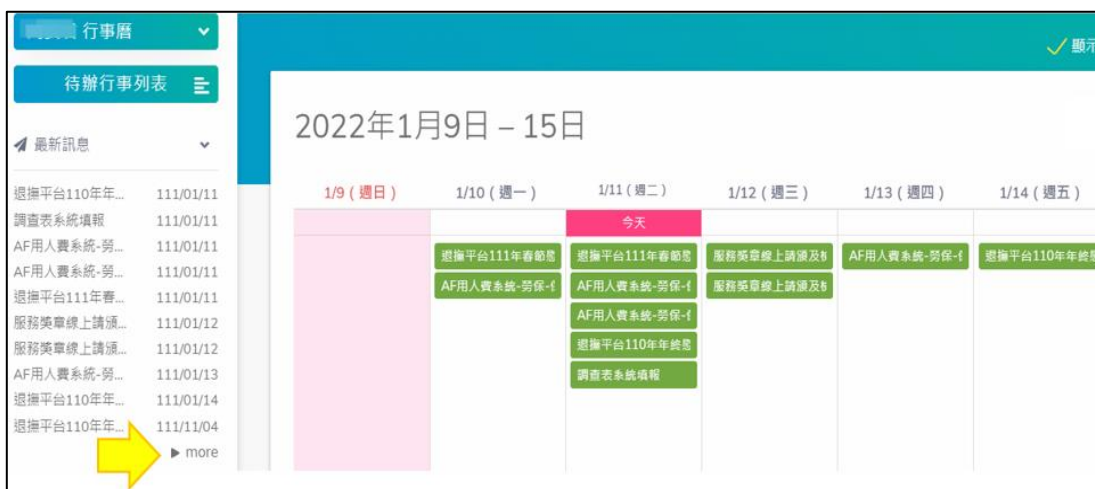 行事曆
待辦行事列表
最新訊息
退撫平台110年年... 111/01/11
調查表系統填報 111/01/11
AF用人費系統-勞... 111/01/11
AF用人費系統-勞... 111/01/11
退撫平台111年春... 111/01/11
服務獎章線上請頒... 111/01/12
服務獎章線上請頒... 111/01/12
AF用人費系統-勞... 111/01/13
退撫平台110年年... 111/01/14
退撫平台110年年... 111/11/04
more
顯示
2022年1月9日 – 15日
1/9 ( 週日 ) 1/10 ( 週一 ) 1/11 ( 週二 ) 1/12 ( 週三 ) 1/13 ( 週四 ) 1/14 ( 週五 )
今天
退撫平台111年春節 退撫平台111年春節 服務獎章線上請頒及 AF用人費系統-勞保- 退撫平台110年年終
AF用人費系統-勞保- AF用人費系統-勞保- 服務獎章線上請頒及
AF用人費系統-勞保-
退撫平台110年年終
調查表系統填報